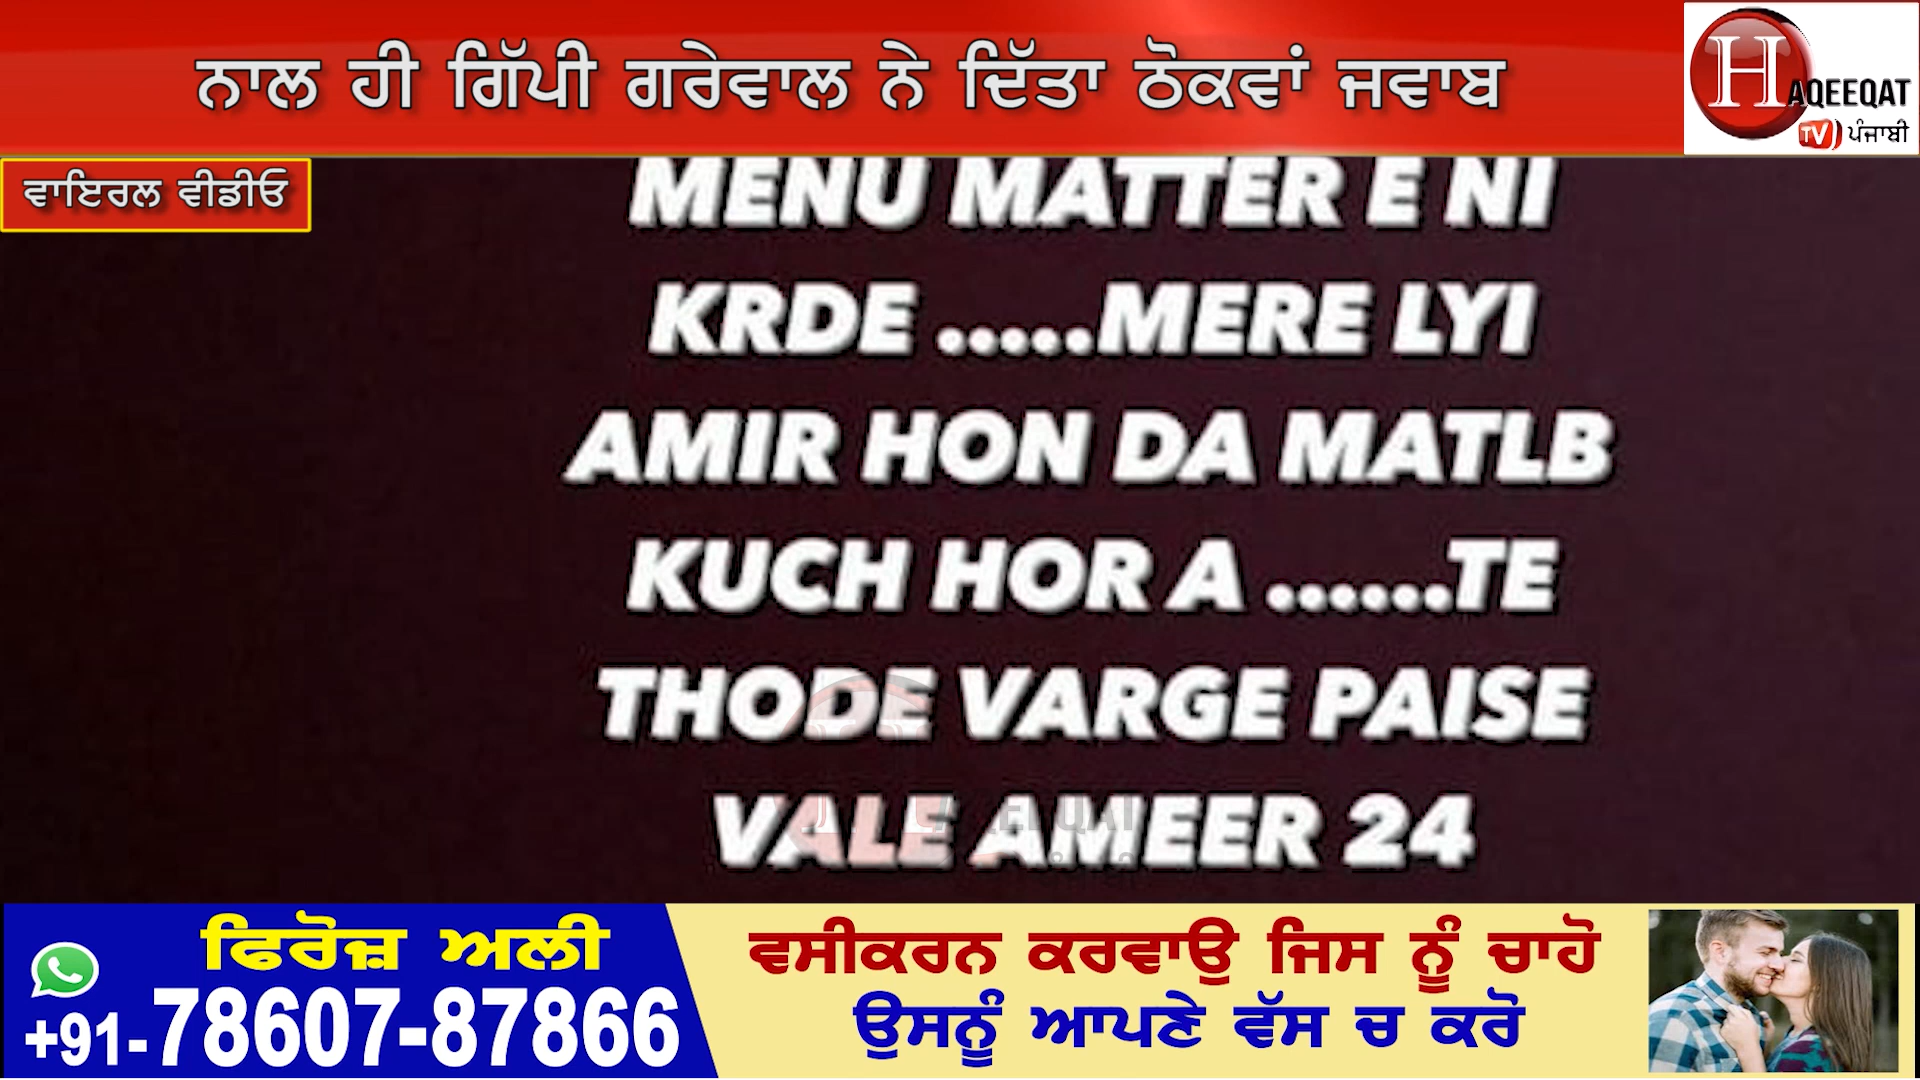 ਨਾਲ ਹੀ ਗਿੱਪੀ ਗਰੇਵਾਲ ਨੇ ਦਿੱਤਾ ਠੋਕਵਾਂ ਜਵਾਬ
HAQEEQAT
TV ਪੰਜਾਬੀ
ਵਾਇਰਲ ਵੀਡੀਓ
MENU MATTER E NI
KRDE .....MERE LYI
AMIR HON DA MATLB
KUCH HOR A ......TE
THODE VARGE PAISE
VALE AMEER 24
ਫਿਰੋਜ਼ ਅਲੀ
+91-78607-87866
ਵਸੀਕਰਨ ਕਰਵਾਉ ਜਿਸ ਨੂੰ ਚਾਹੋ
ਉਸਨੂੰ ਆਪਣੇ ਵੱਸ ਚ ਕਰੋ